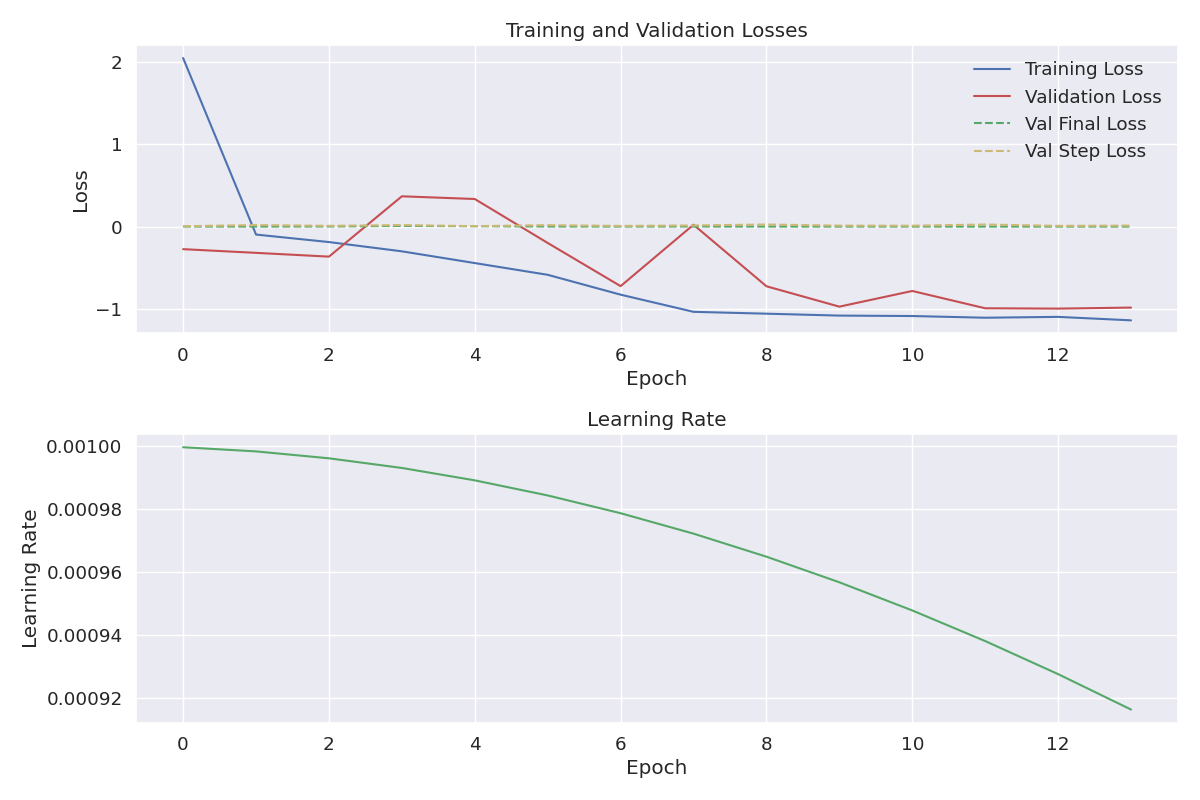 Training and Validation Losses
2
1
0
−1
Loss
Training Loss
Validation Loss
Val Final Loss
Val Step Loss
0 2 4 6 8 10 12
Epoch
Learning Rate
0.00100
0.00098
0.00096
0.00094
0.00092
Learning Rate
0 2 4 6 8 10 12
Epoch